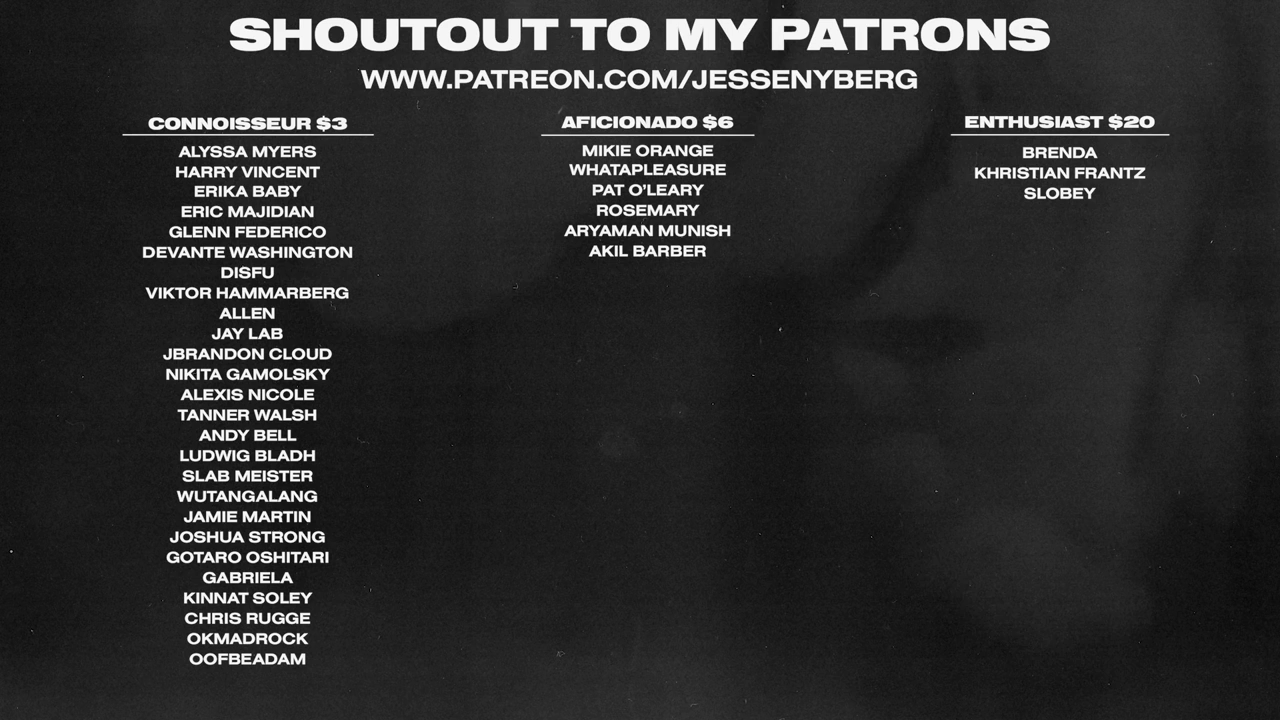 SHOUTOUT TO MY PATRONS
WWW.PATREON.COM/JESSENYBERG
CONNOISSEUR $3
ALYSSA MYERS
HARRY VINCENT
ERIKA BABY
ERIC MAJIDIAN
GLENN FEDERICO
DEVANTE WASHINGTON
DISFU
VIKTOR HAMMARBERG
ALLEN
JAY LAB
JBRANDON CLOUD
NIKITA GAMOLSKY
ALEXIS NICOLE
TANNER WALSH
ANDY BELL
LUDWIG BLADH
SLAB MEISTER
WUTANGALANG
JAMIE MARTIN
JOSHUA STRONG
GOTARO OSHITARI
GABRIELA
KINNAT SOLEY
CHRIS RUGGE
OKMADROCK
OOFBEADAM
AFICIONADO $6
MIKIE ORANGE
WHATAPLEASURE
PAT O'LEARY
ROSEMARY
ARYAMAN MUNISH
AKIL BARBER
ENTHUSIAST $20
BRENDA
KHRISTIAN FRANTZ
SLOBEY